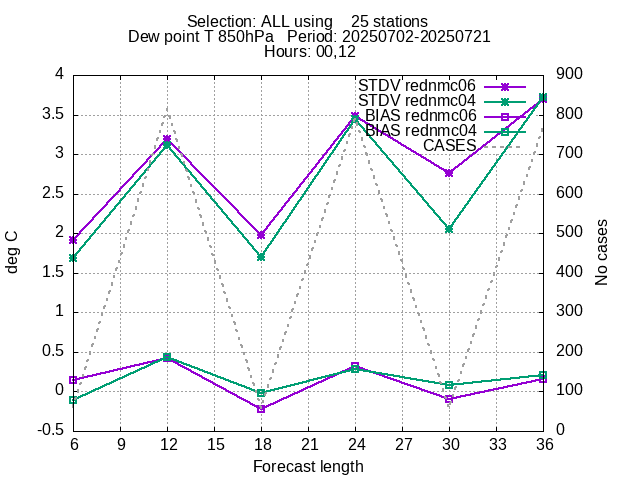 Selection: ALL using    25 stations
Dew point T 850hPa   Period: 20250702-20250721
Hours: 00,12
STDV rednmc06
STDV rednmc04
BIAS rednmc06
BIAS rednmc04
CASES
deg C
4
3.5
3
2.5
2
1.5
1
0.5
0
-0.5
900
800
700
600
500
400
300
200
100
0
No cases
6 9 12 15 18 21 24 27 30 33 36
Forecast length